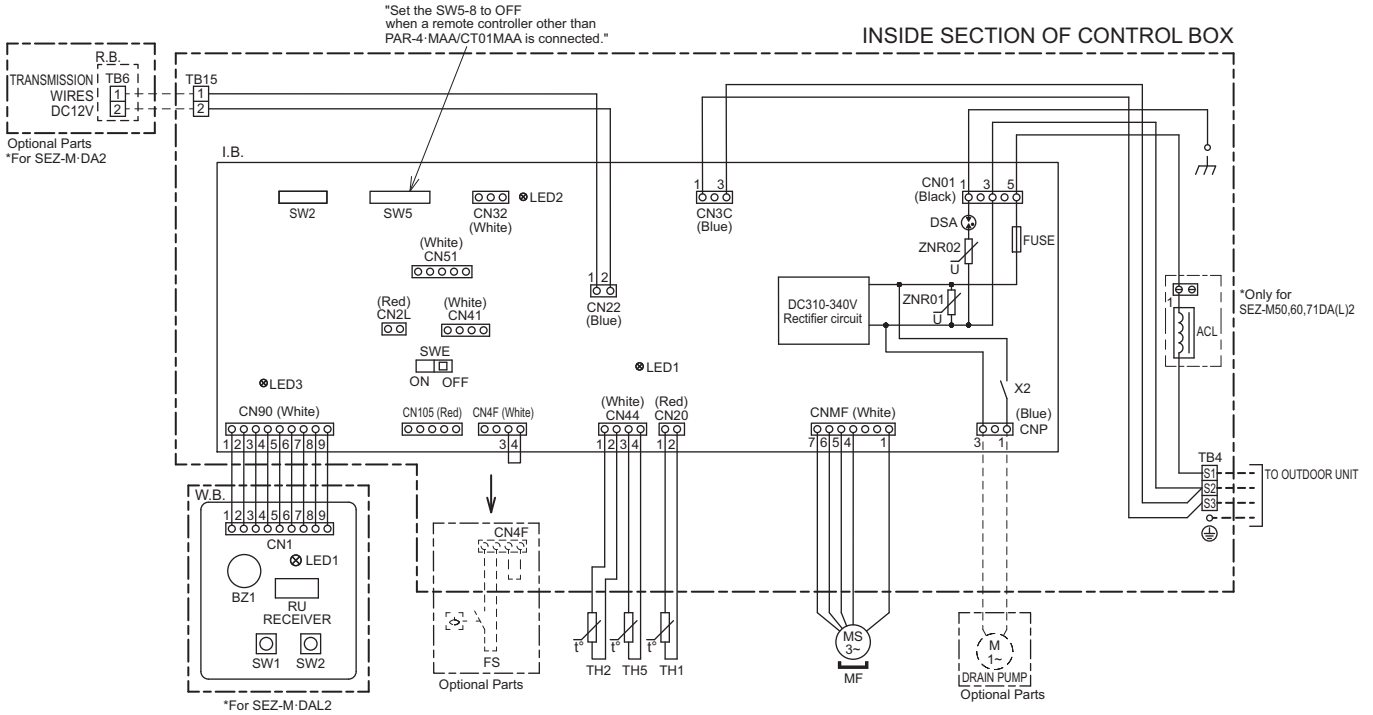 "Set the SW5-8 to OFF
when a remote controller other than
PAR-4·MAA/CT01MAA is connected."
INSIDE SECTION OF CONTROL BOX
R.B.
TRANSMISSION
WIRES
DC12V
TB6
1
2
TB15
1
2
Optional Parts
*For SEZ-M·DA2
I.B.
SW2
SW5
CN32
(White)
LED2
(White)
CN51
(Red)
CN2L
(White)
CN41
SWE
ON OFF
1 2
CN22
(Blue)
1 3
CN3C
(Blue)
CN01
(Black)
1 3 5
DSA
ZNR02
U
FUSE
DC310-340V
Rectifier circuit
ZNR01
U
1
ACL
*Only for
SEZ-M50,60,71DA(L)2
LED3
LED1
X2
CN90 (White)
1 2 3 4 5 6 7 8 9
CN105 (Red)
CN4F (White)
3 4
(White)
CN44
1 2 3 4
(Red)
CN20
1 2
CNMF (White)
7 6 5 4 1
(Blue)
CNP
3 1
TB4
S1
S2
S3
TO OUTDOOR UNIT
W.B.
1 2 3 4 5 6 7 8 9
CN1
LED1
BZ1
RU
RECEIVER
SW1 SW2
*For SEZ-M·DAL2
CN4F
FS
Optional Parts
t°
TH2
t°
TH5
t°
TH1
MS
3~
MF
M
1~
DRAIN PUMP
Optional Parts